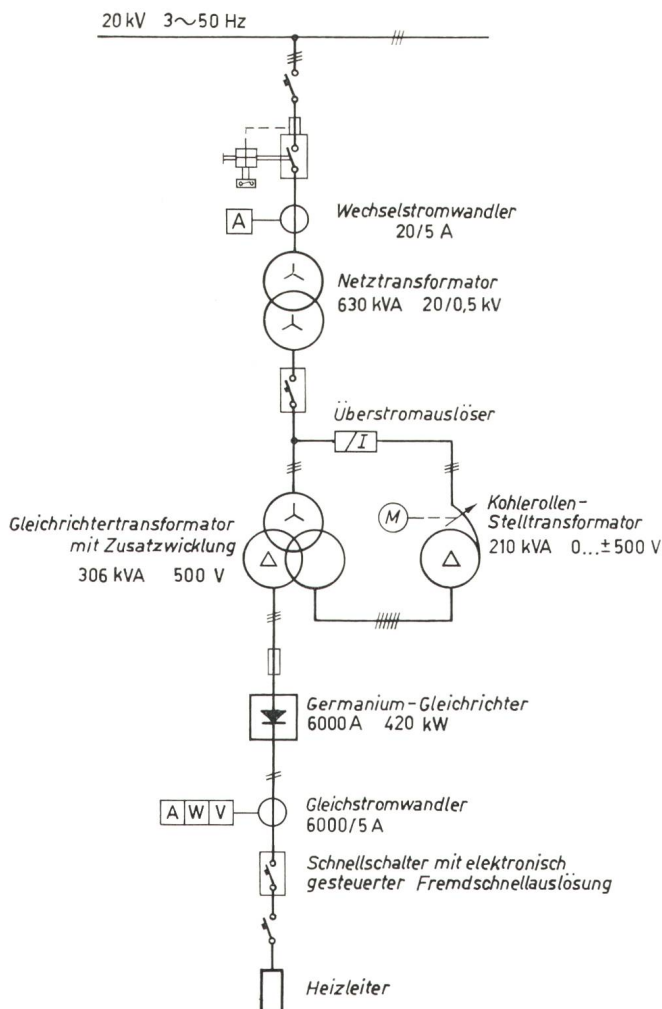 20 kV 3~50 Hz
A
Wechselstromwandler
20/5 A
Netztransformator
630 kVA 20/0,5 kV
Überstromauslöser
/I
M
Kohlerollen-
Stelltransformator
210 kVA 0...±500 V
Gleichrichtertransformator
mit Zusatzwicklung
306 kVA 500 V
Germanium-Gleichrichter
6000 A 420 kW
A W V
Gleichstromwandler
6000/5 A
Schnellschalter mit elektronisch
gesteuerter Fremdschnellauslösung
Heizleiter